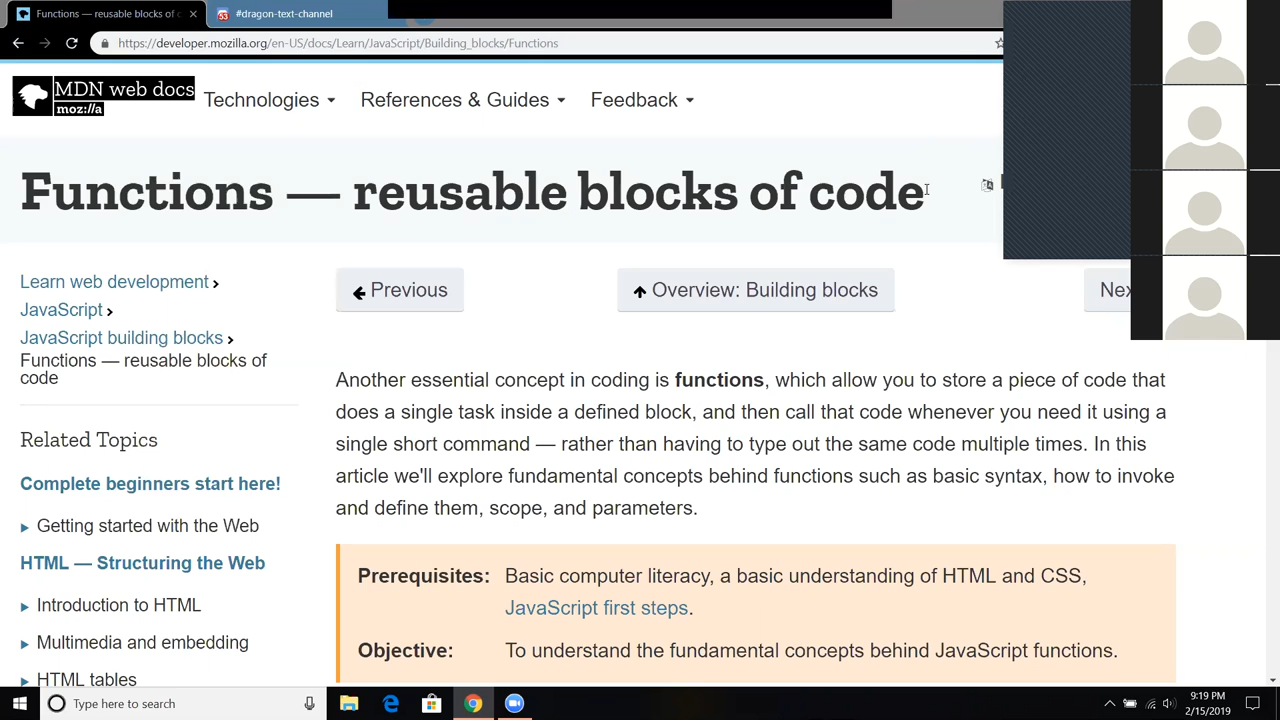 Functions — reusable blocks of c
53 #dragon-text-channel
https://developer.mozilla.org/en-US/docs/Learn/JavaScript/Building_blocks/Functions
MDN web docs
moz://a
Technologies References & Guides Feedback
Functions — reusable blocks of code
Learn web development
JavaScript
JavaScript building blocks
Functions — reusable blocks of
code
Related Topics
Complete beginners start here!
Getting started with the Web
HTML — Structuring the Web
Introduction to HTML
Multimedia and embedding
HTML tables
Previous Overview: Building blocks Nex
Another essential concept in coding is functions, which allow you to store a piece of code that
does a single task inside a defined block, and then call that code whenever you need it using a
single short command — rather than having to type out the same code multiple times. In this
article we'll explore fundamental concepts behind functions such as basic syntax, how to invoke
and define them, scope, and parameters.
Prerequisites: Basic computer literacy, a basic understanding of HTML and CSS,
JavaScript first steps.
Objective: To understand the fundamental concepts behind JavaScript functions.
Type here to search
9:19 PM
2/15/2019